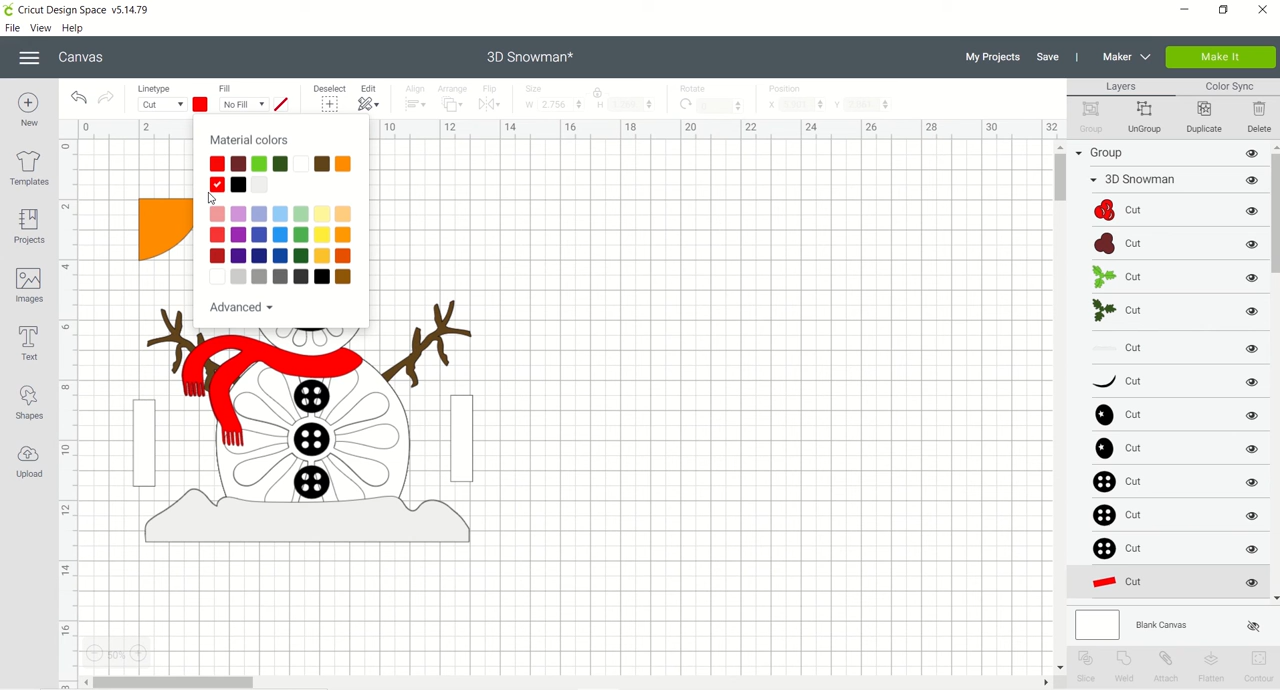 Cricut Design Space v5.14.79
File View Help
Canvas 3D Snowman* My Projects Save | Maker Make It
Linetype Fill Deselect Edit Align Arrange Flip Size Rotate Position
Cut No Fill W 2.756 H X Y
Layers Color Sync
Group UnGroup Duplicate Delete
0 2 10 12 14 16 18 20 22 24 26 28 30 32
New
Templates
Projects
Images
Text
Shapes
Upload
0
2
4
6
8
10
12
14
16
8
Material colors
Advanced
50%
Group
3D Snowman
Cut
Cut
Cut
Cut
Cut
Cut
Cut
Cut
Cut
Cut
Cut
Cut
Blank Canvas
Slice Weld Attach Flatten Contour